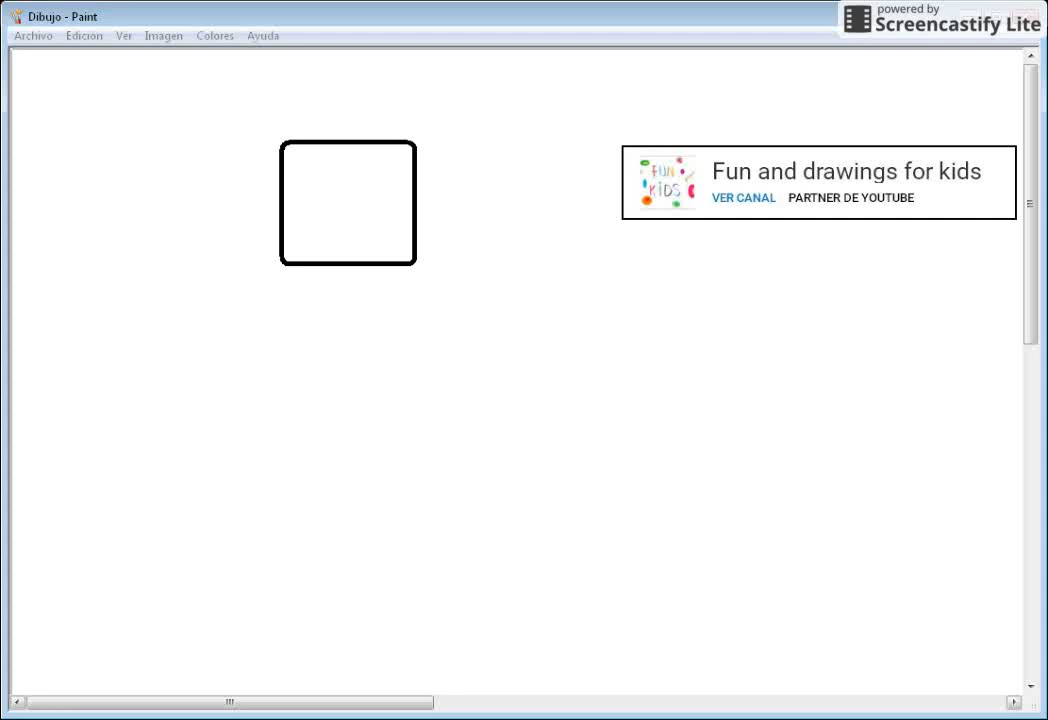 Dibujo - Paint
powered by
Screencastify Lite
Archivo Edicion Ver Imagen Colores Ayuda
FUN
KIDS
Fun and drawings for kids
VER CANAL PARTNER DE YOUTUBE